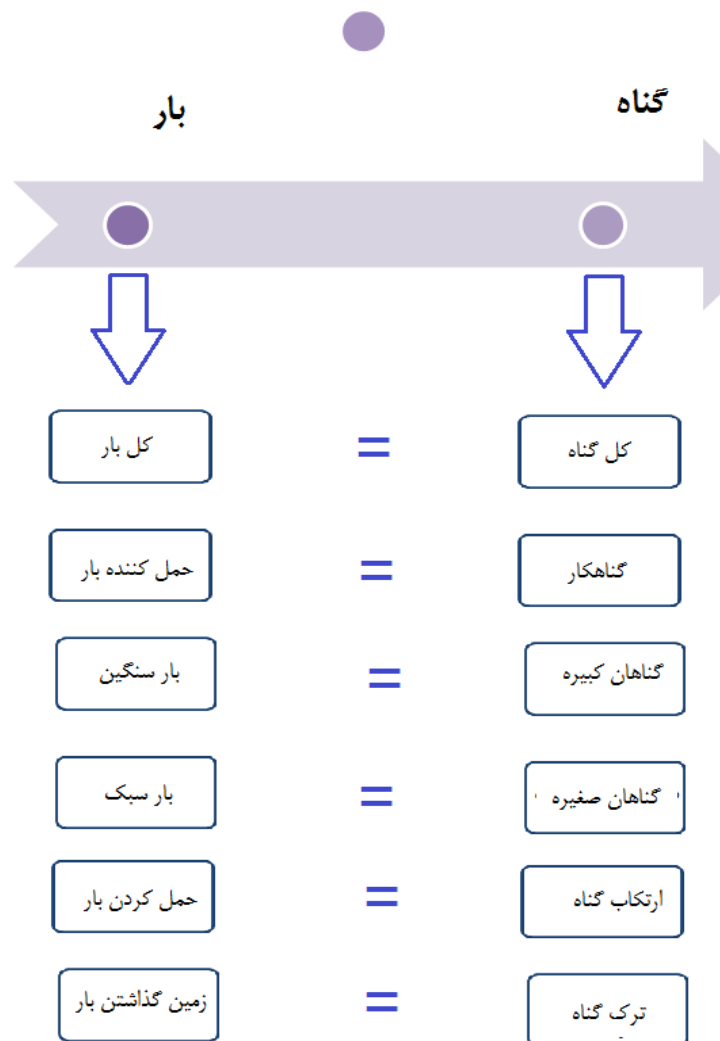 گناه
بار
کل گناه = کل بار
گناهکار = حمل کننده بار
گناهان کبیره = بار سنگین
گناهان صغیره = بار سبک
ارتکاب گناه = حمل کردن بار
ترک گناه = زمین گذاشتن بار